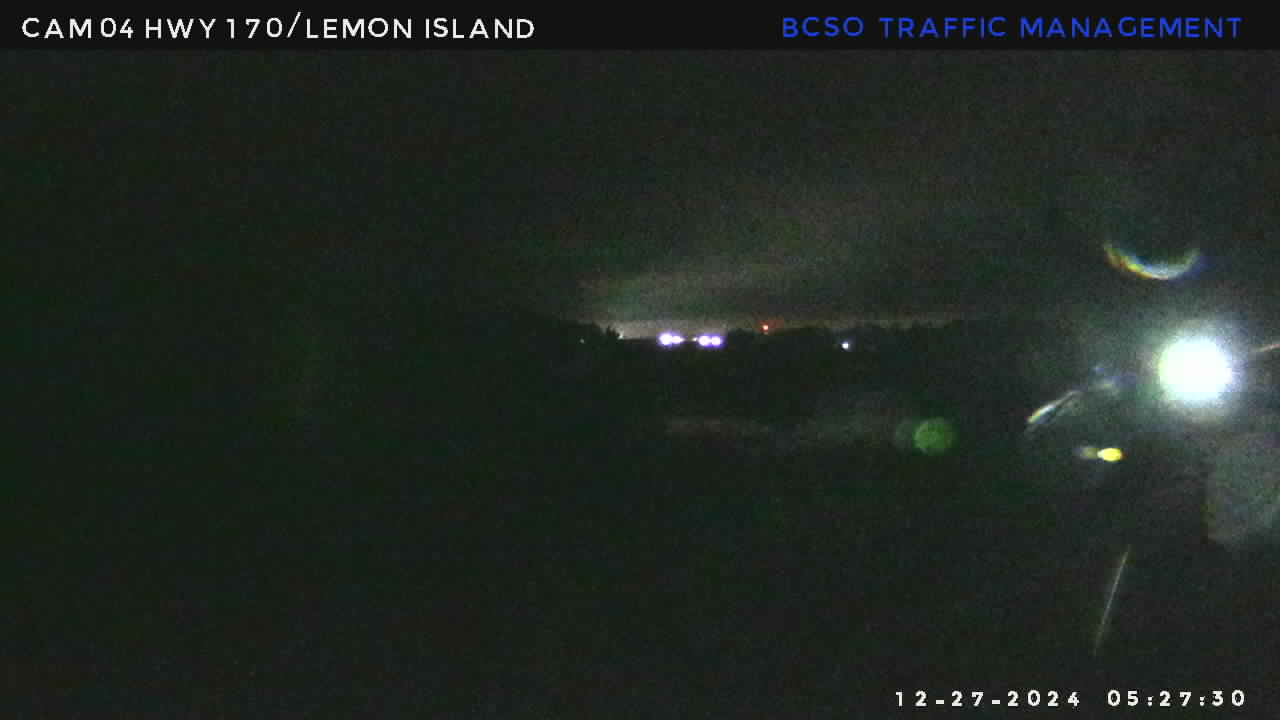 CAM04 HWY 170/LEMON ISLAND
BCSO TRAFFIC MANAGEMENT
12-27-2024 05:27:30